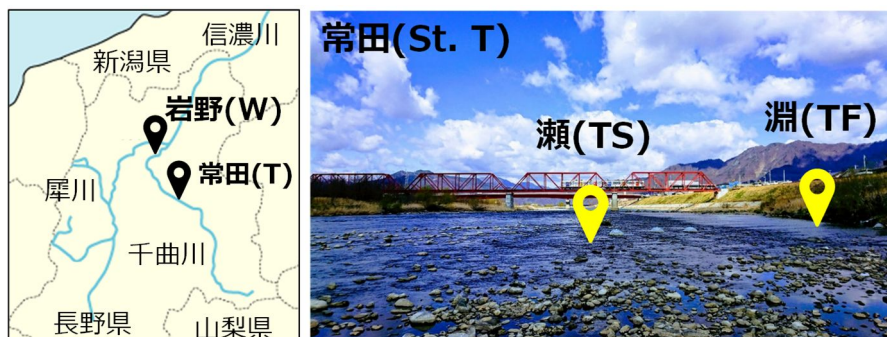 信濃川
新潟県
岩野(W)
常田(T)
犀川
千曲川
長野県
山梨県
常田(St. T)
瀬(TS)
淵(TF)